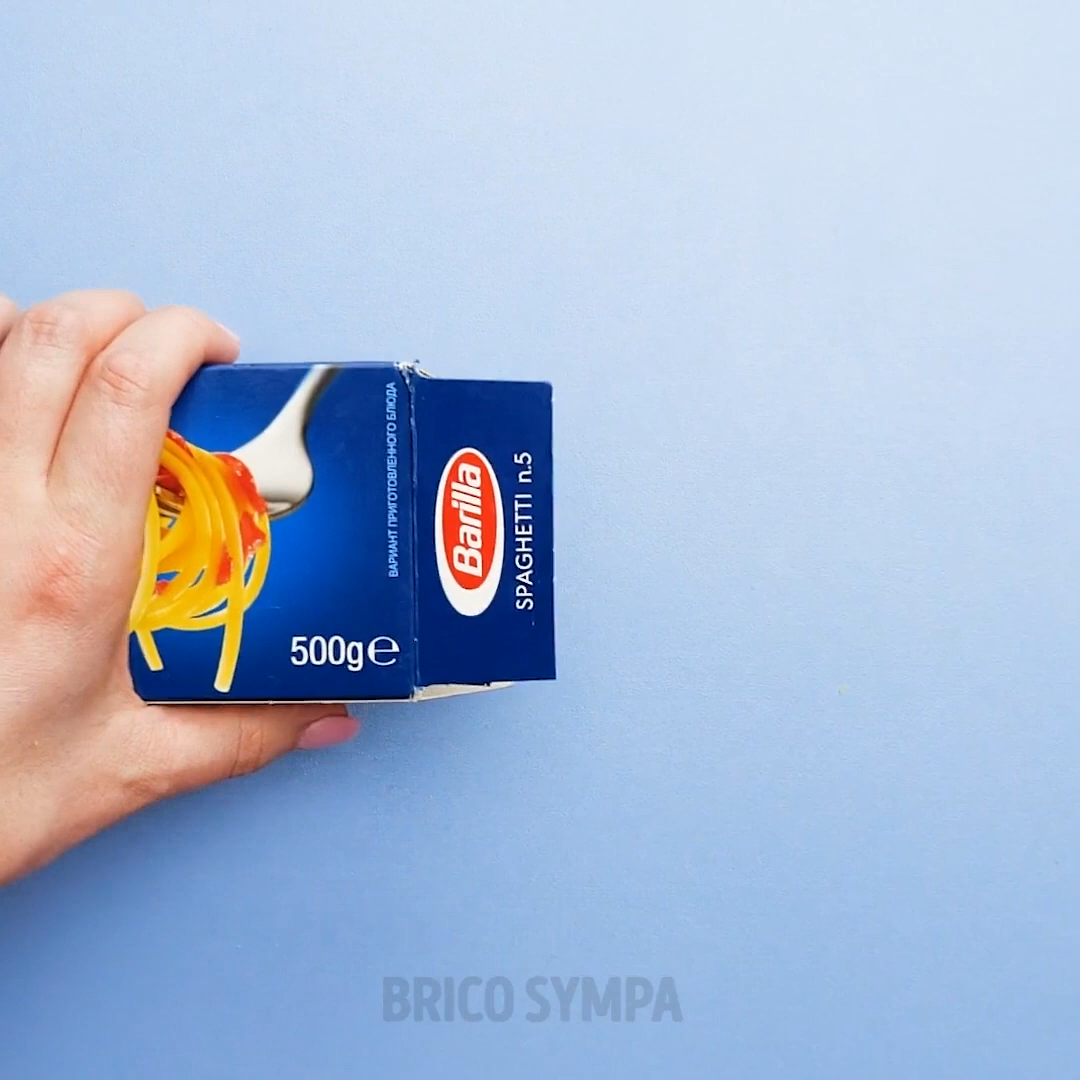 ВАРИАНТ ПРИГОТОВЛЕННОГО БЛЮДА
500g℮
Barilla
SPAGHETTI n.5
BRICO SYMPA